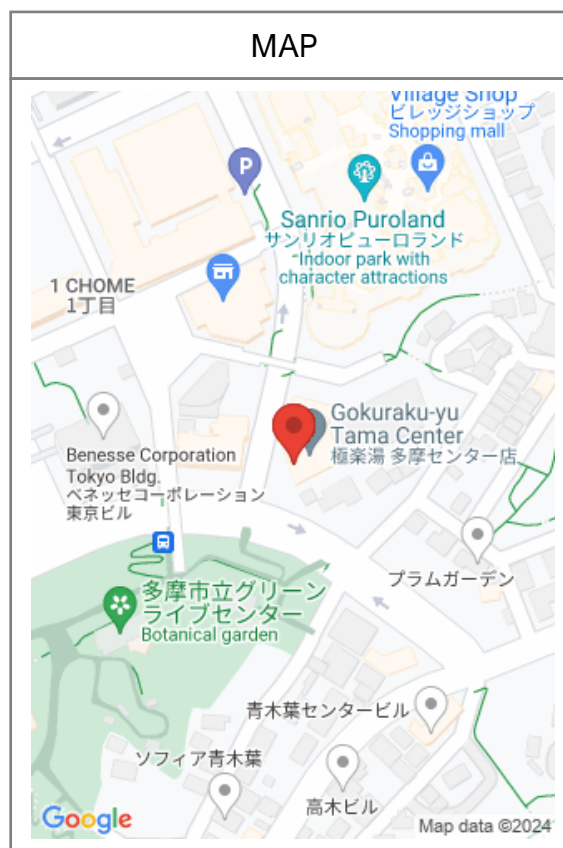 MAP
Village Shop
ビレッジショップ
Shopping mall
P
Sanrio Puroland
サンリオピューロランド
Indoor park with
character attractions
1 CHOME
1丁目
Gokuraku-yu
Tama Center
極楽湯 多摩センター店
Benesse Corporation
Tokyo Bldg.
ベネッセコーポレーション
東京ビル
プラムガーデン
多摩市立グリーン
ライブセンター
Botanical garden
青木葉センタービル
ソフィア青木葉
高木ビル
Google
Map data ©2024